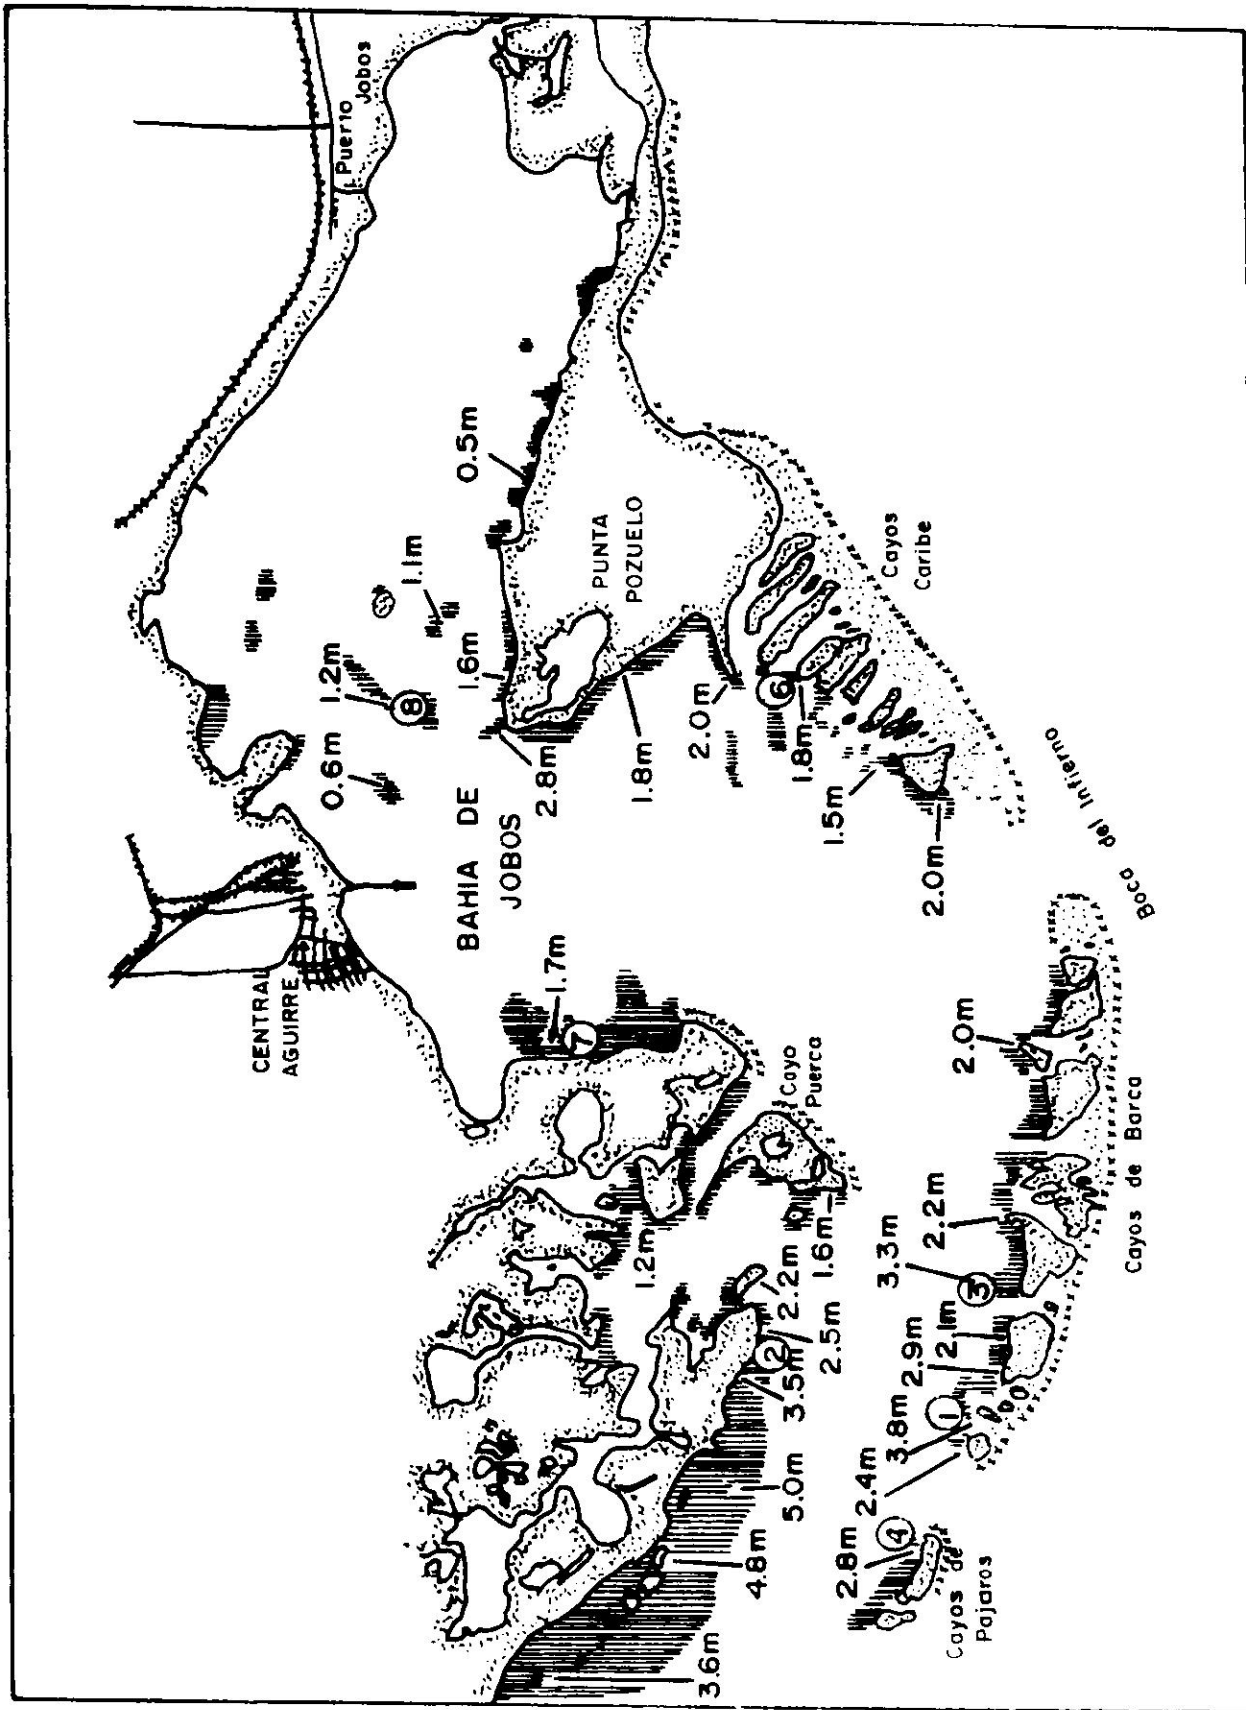 Puerto
Jobos
CENTRAL
AGUIRRE
BAHIA DE
JOBOS
PUNTA
POZUELO
Cayos
Caribe
Boca del Infierno
Cayo
Puerca
Cayos de Barca
Cayos de
Pajaros
0.5m
1.1m
1.2m
8
1.6m
0.6m
2.8m
1.8m
2.0m
6
1.8m
1.5m
2.0m
1.7m
7
2.0m
1.2m
1.6m
2.2m
2.5m
2
3.5m
2.2m
3.3m
3
2.1m
2.9m
1
3.8m
2.4m
4
2.8m
5.0m
4.8m
3.6m